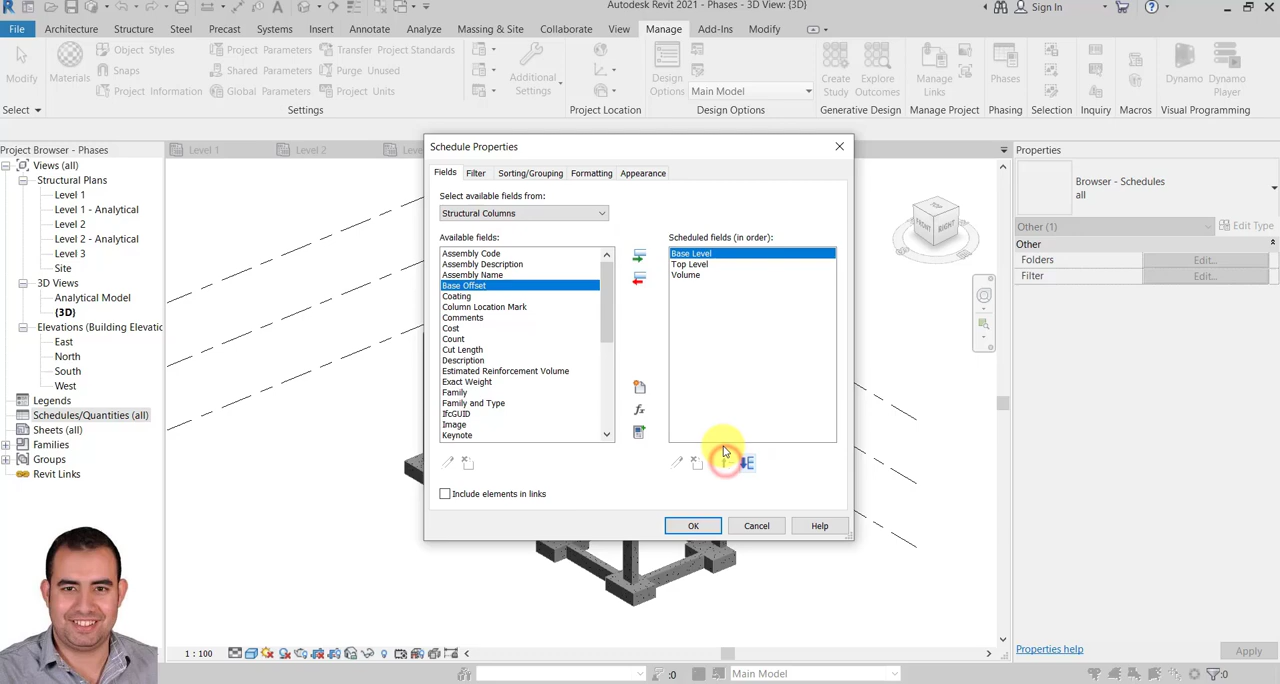 Autodesk Revit 2021 - Phases - 3D View: {3D}
Sign In
File Architecture Structure Steel Precast Systems Insert Annotate Analyze Massing & Site Collaborate View Manage Add-Ins Modify
Modify
Materials
Object Styles
Snaps
Project Information
Project Parameters
Shared Parameters
Global Parameters
Transfer Project Standards
Purge Unused
Project Units
Additional
Settings
Design
Options
Main Model
Create
Study
Explore
Outcomes
Manage
Links
Phases
Dynamo
Dynamo
Player
Select Settings Project Location Design Options Generative Design Manage Project Phasing Selection Inquiry Macros Visual Programming
Project Browser - Phases
Level 1
Level 2
Views (all)
Structural Plans
Level 1
Level 1 - Analytical
Level 2
Level 2 - Analytical
Level 3
Site
3D Views
Analytical Model
{3D}
Elevations (Building Elevatic
East
North
South
West
Legends
Schedules/Quantities (all)
Sheets (all)
Families
Groups
Revit Links
Schedule Properties
Fields Filter Sorting/Grouping Formatting Appearance
Select available fields from:
Structural Columns
Available fields:
Assembly Code
Assembly Description
Assembly Name
Base Offset
Coating
Column Location Mark
Comments
Cost
Count
Cut Length
Description
Estimated Reinforcement Volume
Exact Weight
Family
Family and Type
IfcGUID
Image
Keynote
Scheduled fields (in order):
Base Level
Top Level
Volume
Include elements in links
OK Cancel Help
TOP
FRONT RIGHT
Properties
Browser - Schedules
all
Other (1)
Edit Type
Other
Folders Edit...
Filter Edit...
Properties help
Apply
1 : 100
:0
Main Model
:0